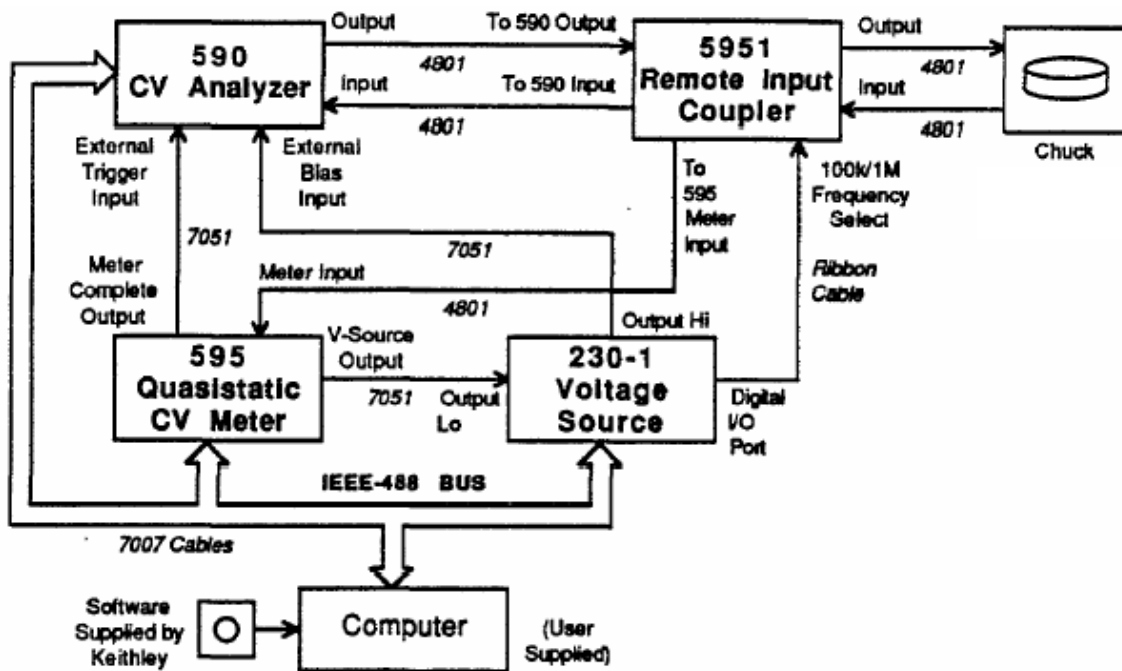 Output
To 590 Output
Output
590
CV Analyzer
5951
Remote Input
Coupler
4801
Input
To 590 Input
4801
4801
Input
4801
Chuck
External
Trigger
Input
External
Bias
Input
To
595
Meter
Input
100k/1M
Frequency
Select
7051
7051
Meter
Complete
Output
Meter Input
4801
Ribbon
Cable
Output Hi
V-Source
Output
595
Quasistatic
CV Meter
7051
Output
Lo
230-1
Voltage
Source
Digital
I/O
Port
IEEE-488 BUS
7007 Cables
Software
Supplied by
Keithley
Computer
(User
Supplied)